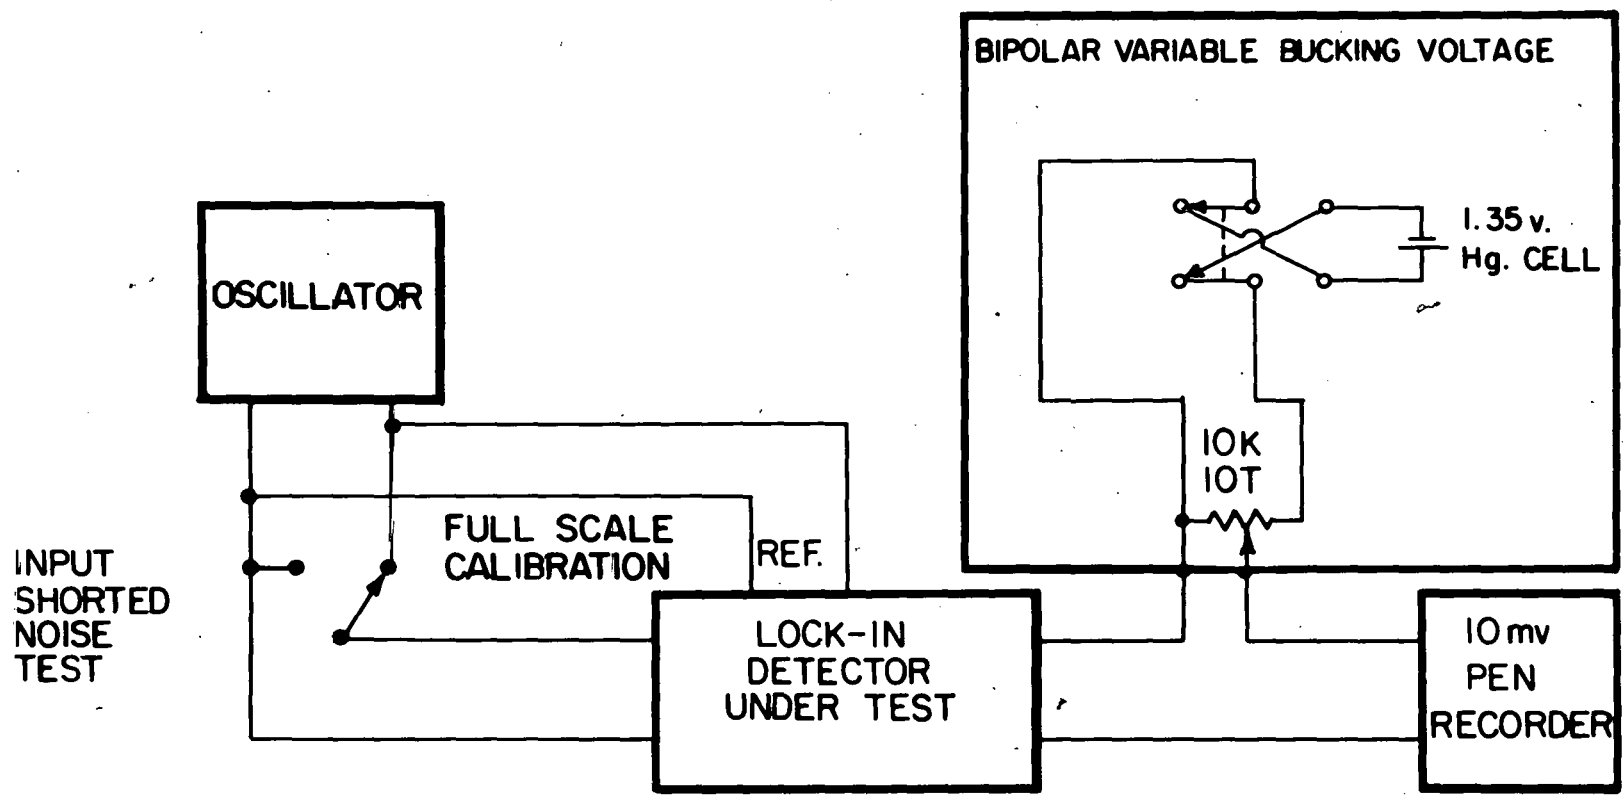 BIPOLAR VARIABLE BUCKING VOLTAGE
1.35 v.
Hg. CELL
OSCILLATOR
10K
10T
FULL SCALE
CALIBRATION
REF.
INPUT
SHORTED
NOISE
TEST
LOCK-IN
DETECTOR
UNDER TEST
10 mv
PEN
RECORDER